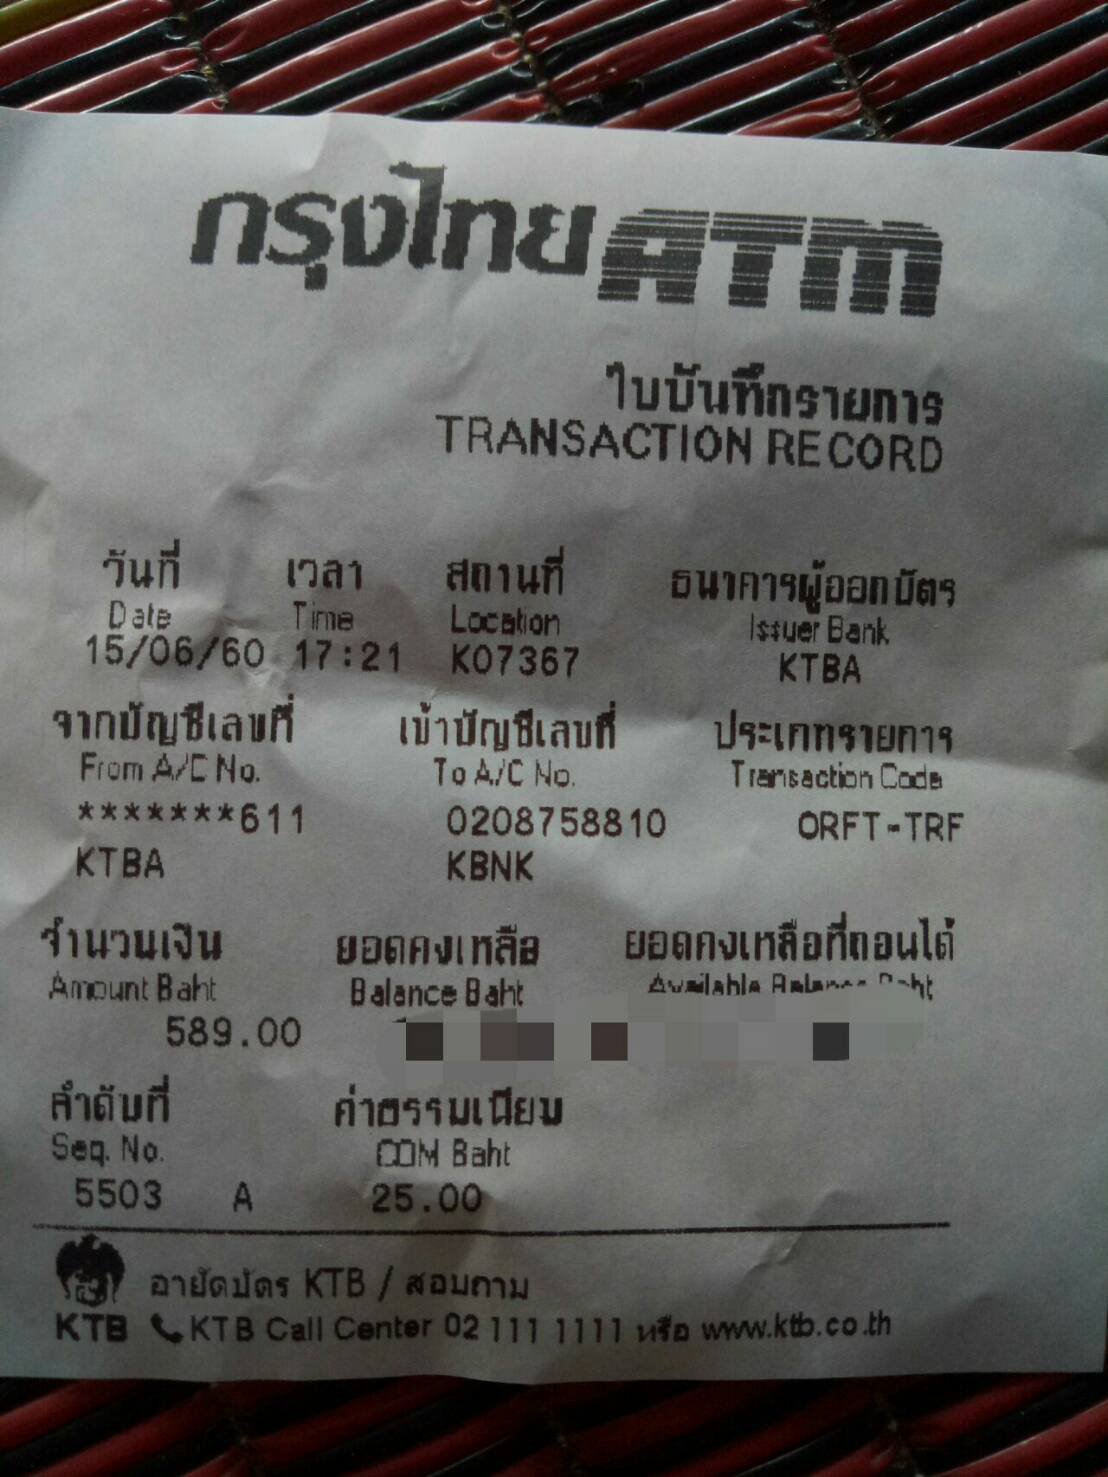 กรุงไทย ATM
ใบบันทึกรายการ
TRANSACTION RECORD
วันที่ เวลา สถานที่ ธนาคารผู้ออกบัตร
Date Time Location Issuer Bank
15/06/60 17:21 K07367 KTBA
จากบัญชีเลขที่ เข้าบัญชีเลขที่ ประเภทรายการ
From A/C No. To A/C No. Transaction Code
*******611 0208758810 ORFT-TRF
KTBA KBNK
จำนวนเงิน ยอดคงเหลือ ยอดคงเหลือที่ถอนได้
Amount Baht Balance Baht Available Balance Baht
589.00
ลำดับที่ ค่าธรรมเนียม
Seq. No. COM Baht
5503 A 25.00
อายัดบัตร KTB / สอบถาม
KTB KTB Call Center 02 111 1111 หรือ www.ktb.co.th